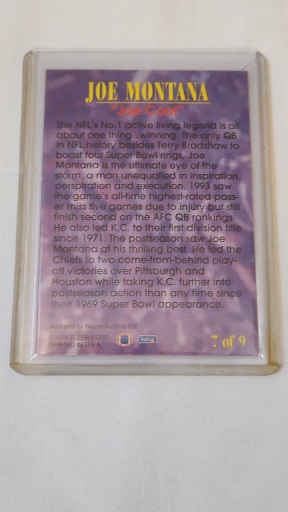 JOE MONTANA
The NFL's No. 1 active living legend is all
about one thing...winning. The only QB
in NFL history besides Terry Bradshaw to
boast four Super Bowl rings, Joe
Montana is the ultimate eye of the
storm, a man unequalled in inspiration,
perspiration and execution. 1993 saw
the game's all-time highest-rated pass-
er miss five games due to injury but still
finish second on the AFC QB rankings.
He also led K.C. to their first division title
since 1971. The postseason saw Joe
Montana at his thrilling best. He led the
Chiefs to two come-from-behind play-
off victories over Pittsburgh and
Houston while taking K.C. further into
postseason action than any time since
their 1969 Super Bowl appearance.
7 of 9